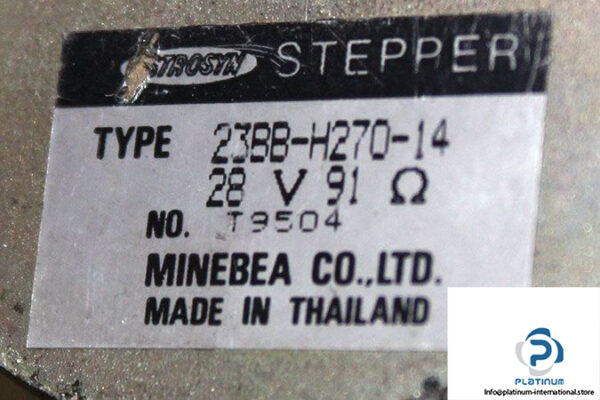 STROSYN STEPPER
TYPE 23BB-H270-14
28 V 91 Ω
NO. T9504
MINEBEA CO.,LTD.
MADE IN THAILAND
PLATINUM
Info@platinum-international.store